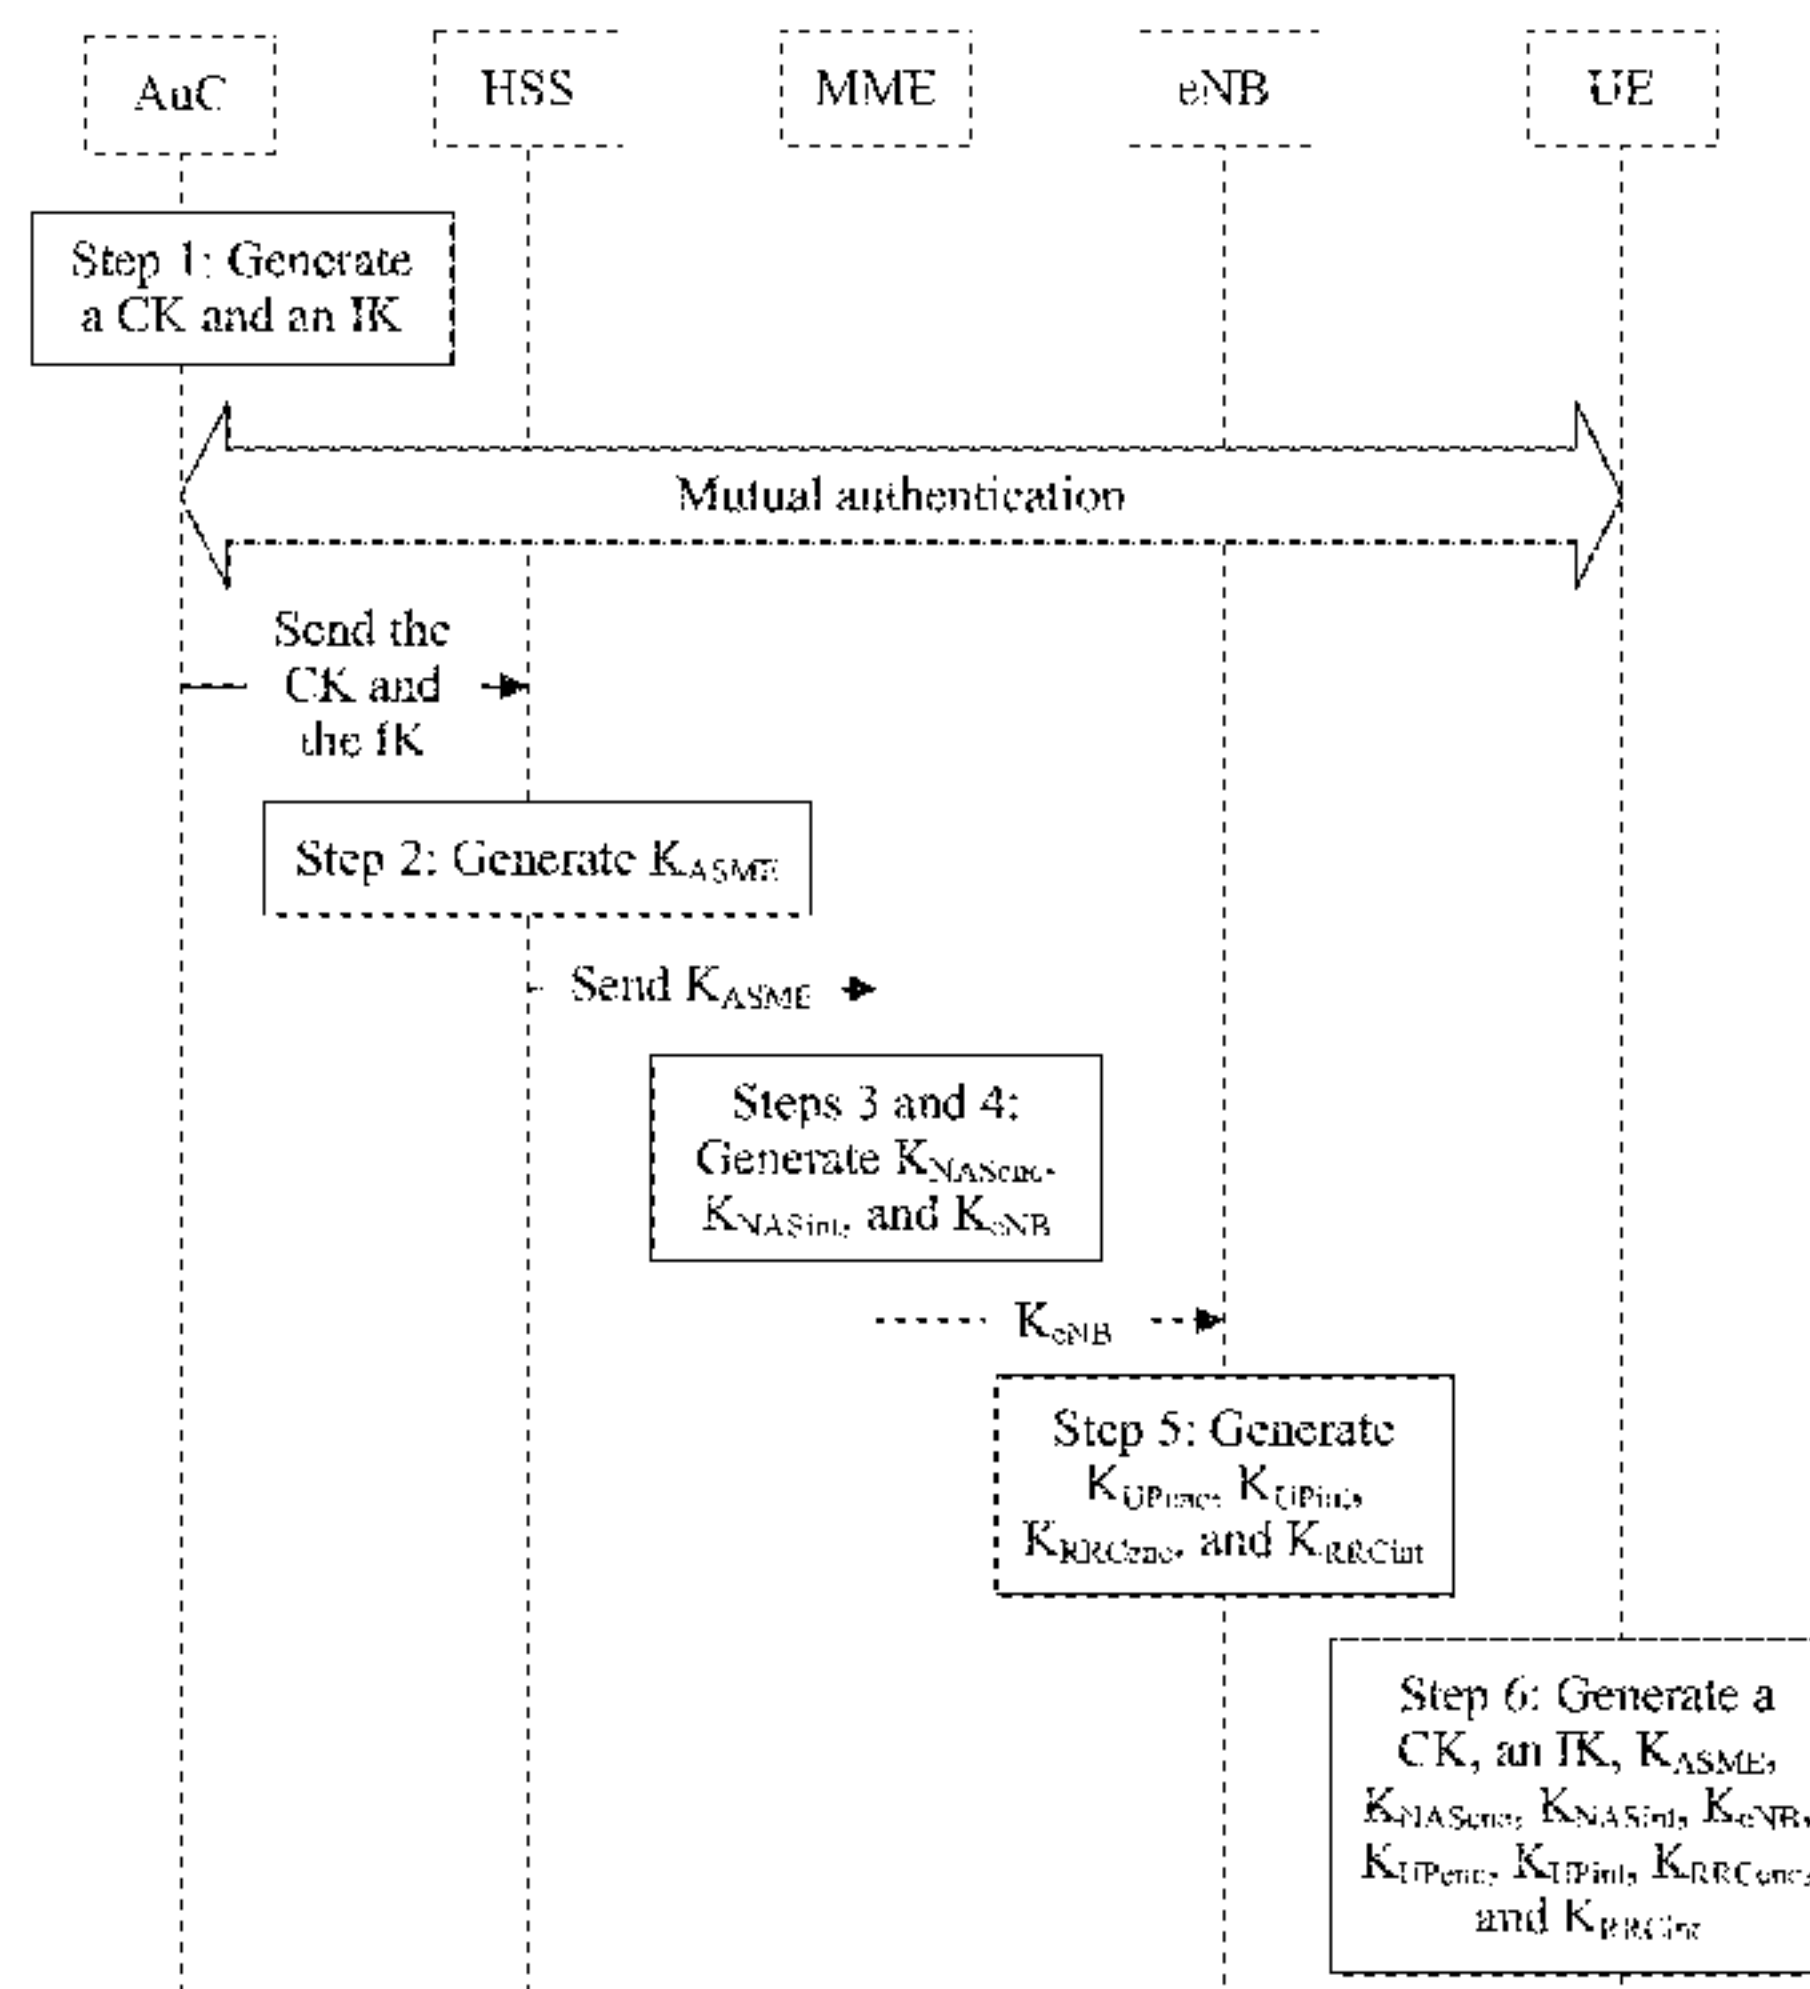 AuC
HSS
MME
eNB
UE
Step 1: Generate
a CK and an IK
Mutual authentication
Send the
CK and
the IK
Step 2: Generate K_ASME
Send K_ASME
Steps 3 and 4:
Generate K_NASenc,
K_NASint, and K_eNB
K_eNB
Step 5: Generate
K_UPenc, K_UPint,
K_RRCenc, and K_RRCint
Step 6: Generate a
CK, an IK, K_ASME,
K_NASenc, K_NASint, K_eNB,
K_UPenc, K_UPint, K_RRCenc,
and K_RRCint